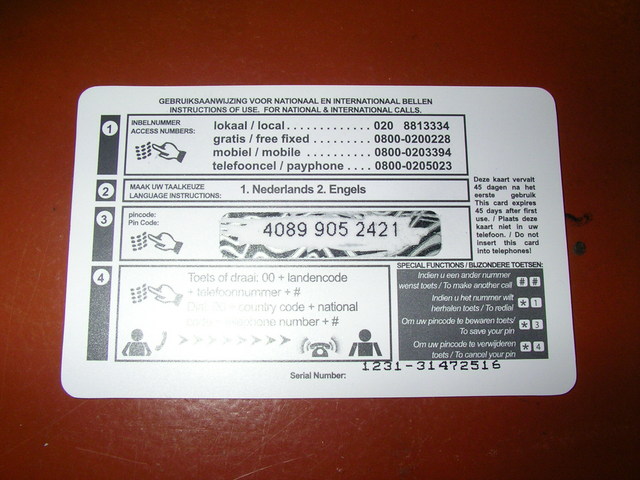 GEBRUIKSAANWIJZING VOOR NATIONAAL EN INTERNATIONAAL BELLEN
INSTRUCTIONS OF USE. FOR NATIONAL & INTERNATIONAL CALLS.
1
INBELNUMMER
ACCESS NUMBERS:
lokaal / local............ 020 8813334
gratis / free fixed.......... 0800-0200228
mobiel / mobile........... 0800-0203394
telefooncel / payphone .... 0800-0205023
2
MAAK UW TAALKEUZE
LANGUAGE INSTRUCTIONS:
1. Nederlands 2. Engels
3
pincode:
Pin Code:
4089 905 2421
Deze kaart vervalt
45 dagen na het
eerste gebruik
This card expires
45 days after first
use. / Plaats deze
kaart niet in uw
telefoon. / Do not
insert this card
into telephones!
4
Toets of draai: 00 + landencode
+ telefoonnummer + #
+ country code + national
number + #
SPECIAL FUNCTIONS / BIJZONDERE TOETSEN:
Indien u een ander nummer
wenst toets / To make another call # #
Indien u het nummer wilt
herhalen toets / To redial * 1
Om uw pincode te bewaren toets/
To save your pin * 3
Om uw pincode te verwijderen
toets / To cancel your pin * 4
Serial Number: 1231-31472516